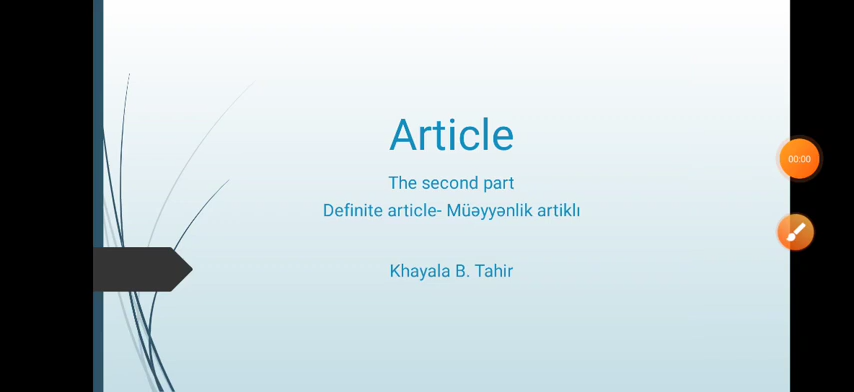 Article
The second part
Definite article- Müəyyənlik artiklı
Khayala B. Tahir
00:00